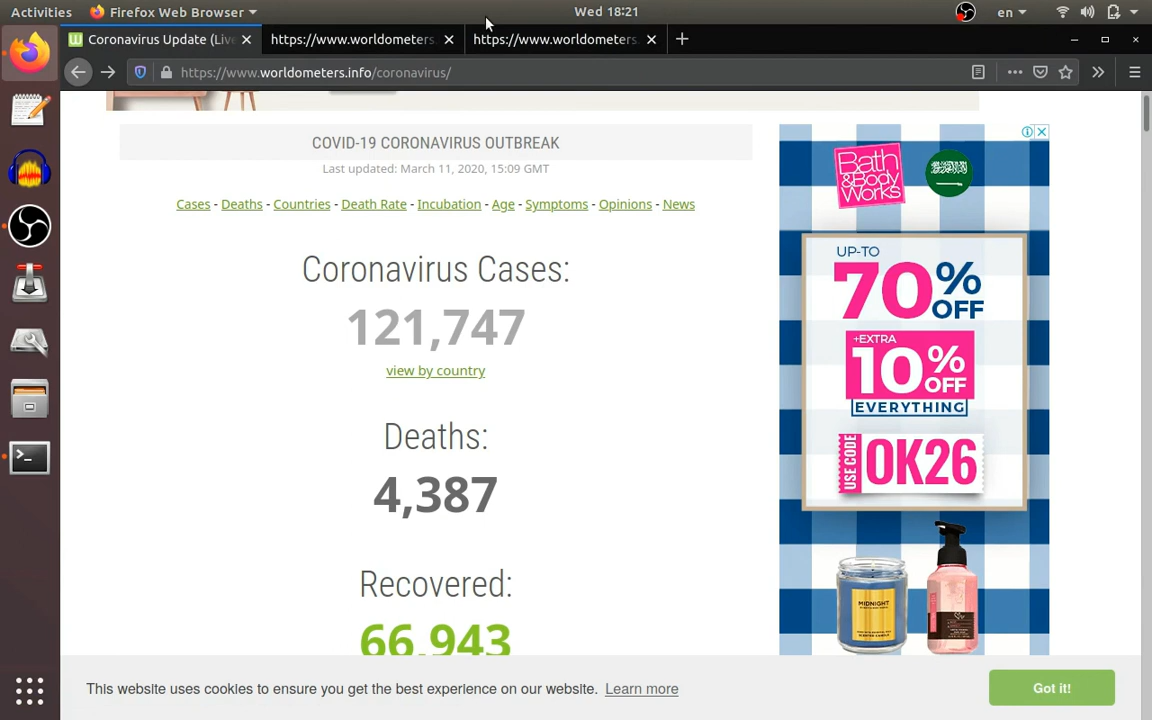 Activities
Firefox Web Browser
Wed 18:21
en
Coronavirus Update (Live
https://www.worldometers.
https://www.worldometers.
https://www.worldometers.info/coronavirus/
COVID-19 CORONAVIRUS OUTBREAK
Last updated: March 11, 2020, 15:09 GMT
Cases - Deaths - Countries - Death Rate - Incubation - Age - Symptoms - Opinions - News
Coronavirus Cases:
121,747
view by country
Deaths:
4,387
Recovered:
66,943
Bath
& Body
Works
UP-TO
70% OFF
+EXTRA
10% OFF
EVERYTHING
USE CODE
OK26
MIDNIGHT
This website uses cookies to ensure you get the best experience on our website. Learn more
Got it!